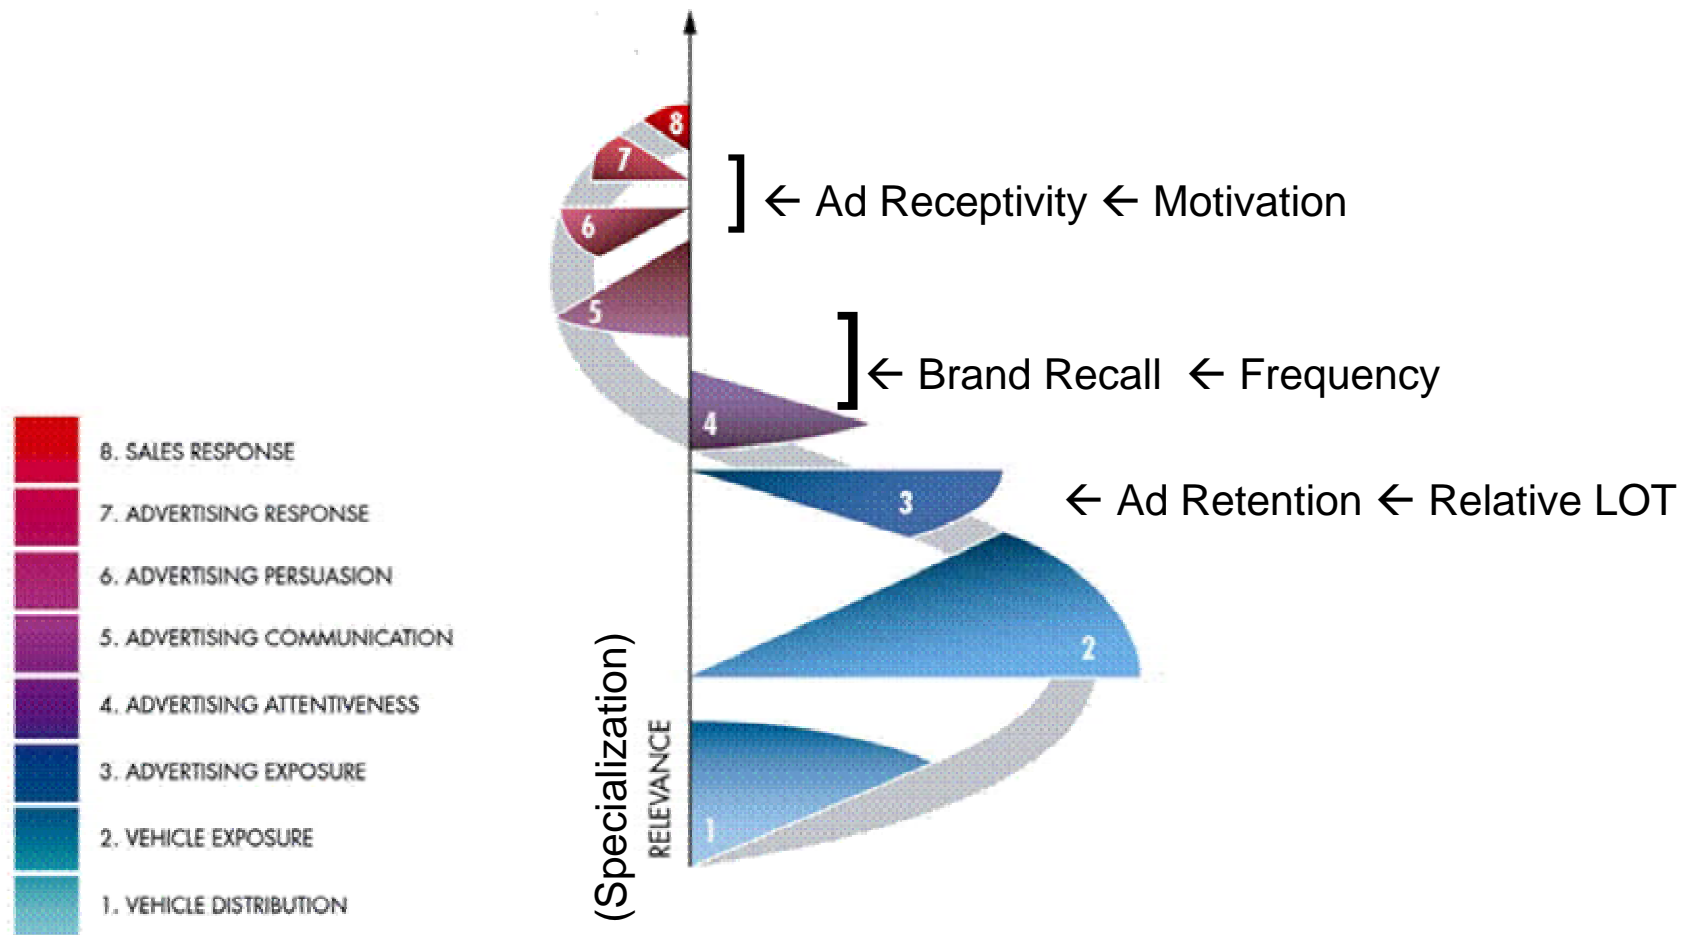 8
7
] ← Ad Receptivity ← Motivation
6
5
] ← Brand Recall ← Frequency
4
3
← Ad Retention ← Relative LOT
2
1
(Specialization)
RELEVANCE
8. SALES RESPONSE
7. ADVERTISING RESPONSE
6. ADVERTISING PERSUASION
5. ADVERTISING COMMUNICATION
4. ADVERTISING ATTENTIVENESS
3. ADVERTISING EXPOSURE
2. VEHICLE EXPOSURE
1. VEHICLE DISTRIBUTION